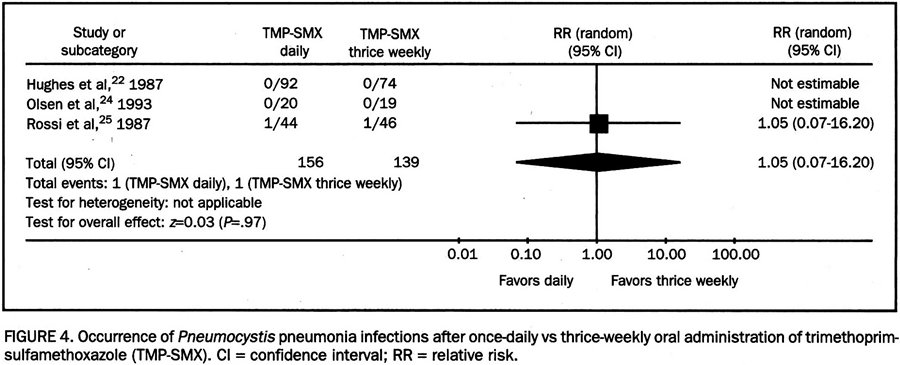 Study or subcategory TMP-SMX daily TMP-SMX thrice weekly RR (random) (95% CI) RR (random) (95% CI)
Hughes et al,22 1987 0/92 0/74 Not estimable
Olsen et al,24 1993 0/20 0/19 Not estimable
Rossi et al,25 1987 1/44 1/46 1.05 (0.07-16.20)
Total (95% CI) 156 139 1.05 (0.07-16.20)
Total events: 1 (TMP-SMX daily), 1 (TMP-SMX thrice weekly)
Test for heterogeneity: not applicable
Test for overall effect: z=0.03 (P=.97)
0.01 0.10 1.00 10.00 100.00
Favors daily Favors thrice weekly
FIGURE 4. Occurrence of Pneumocystis pneumonia infections after once-daily vs thrice-weekly oral administration of trimethoprim-
sulfamethoxazole (TMP-SMX). CI = confidence interval; RR = relative risk.